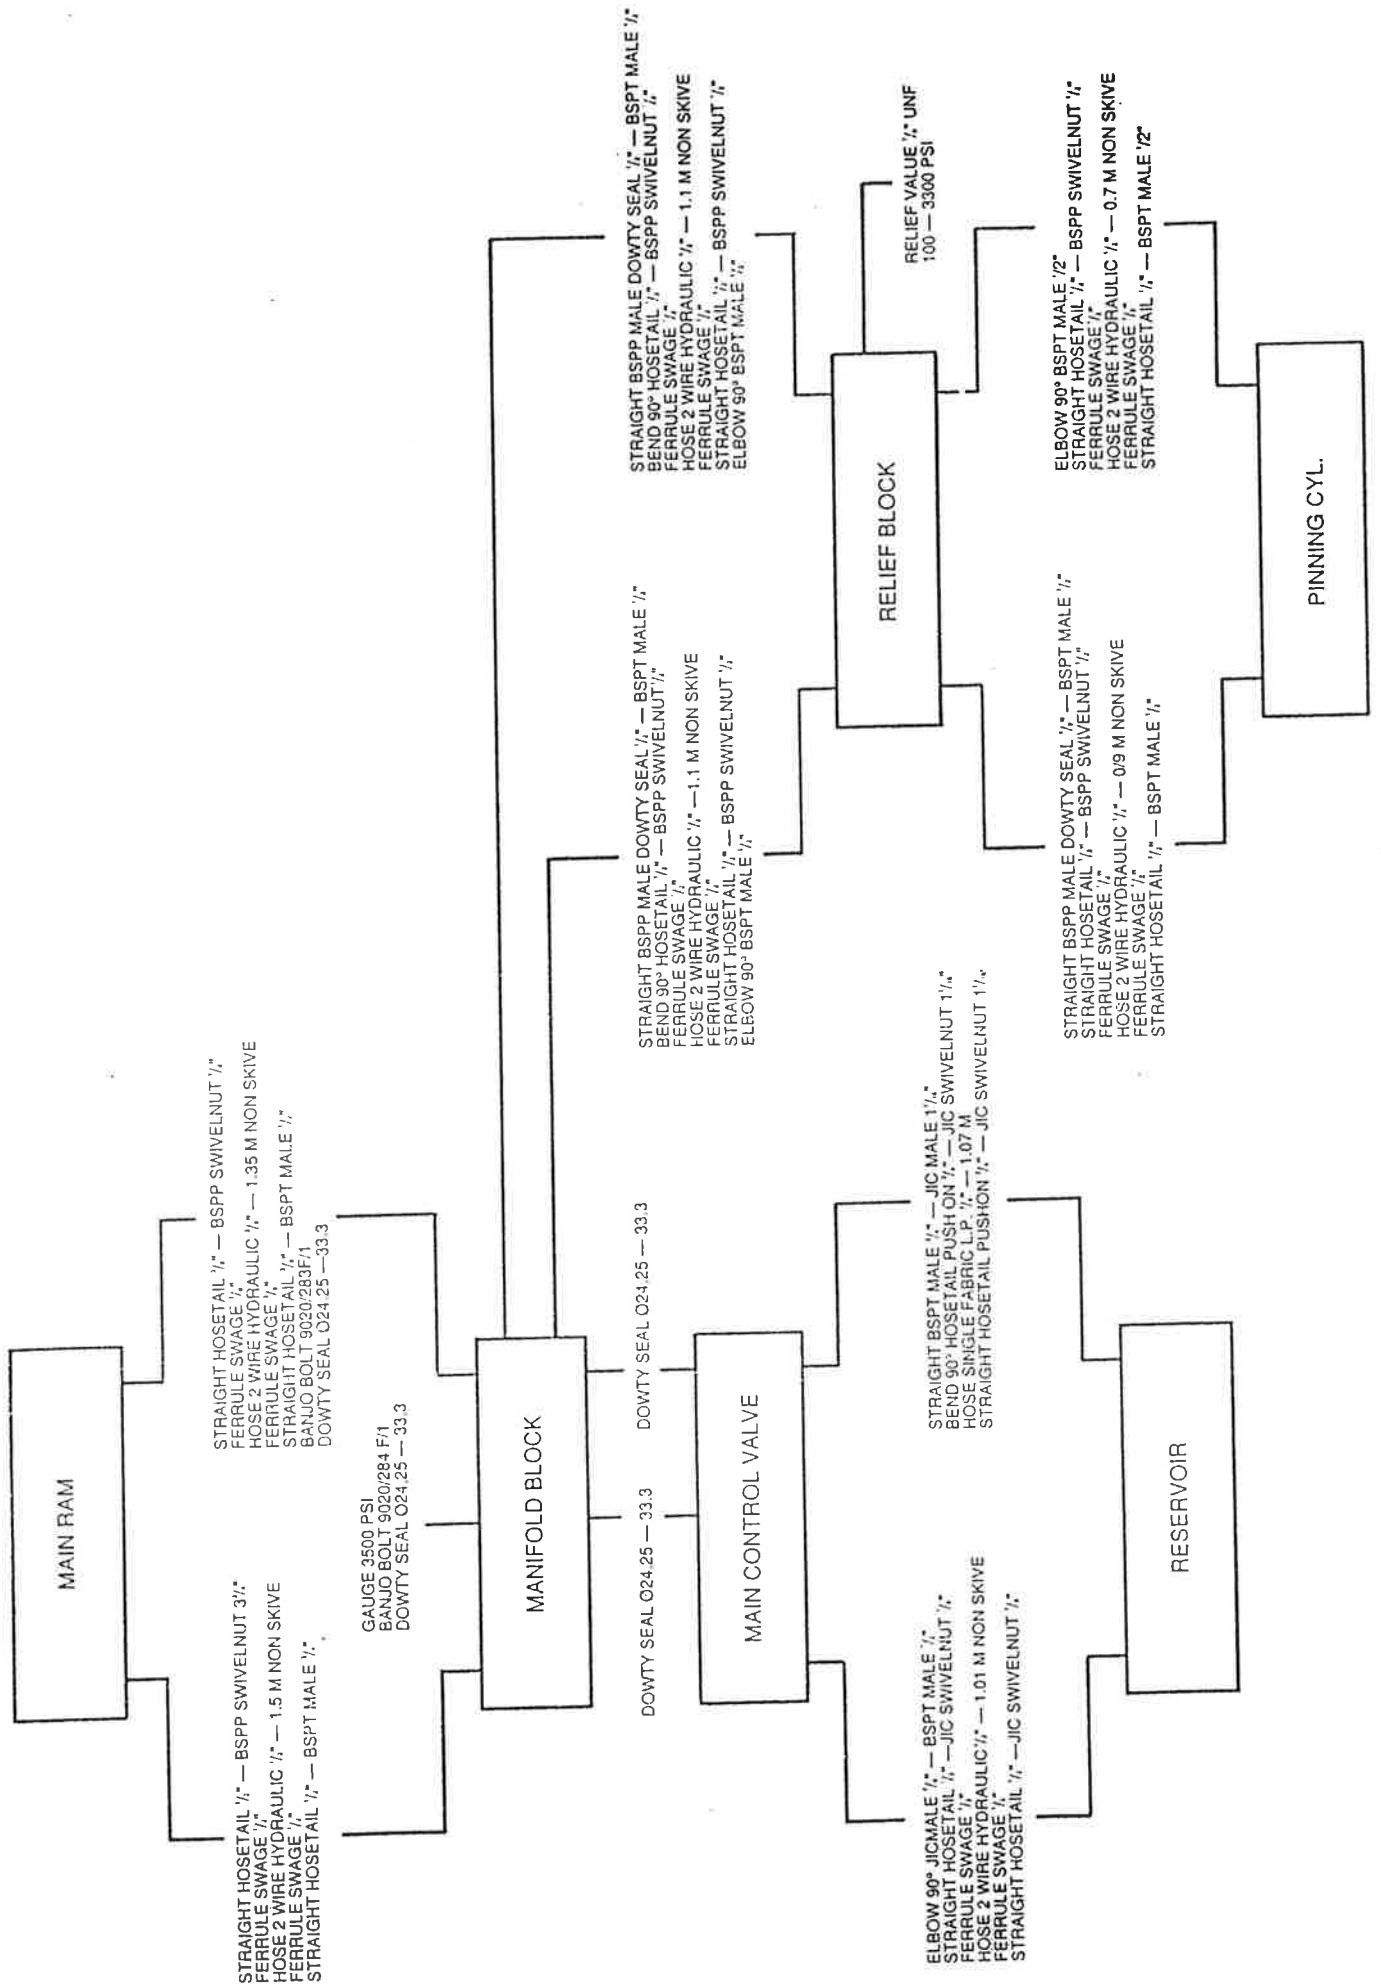 MAIN RAM
STRAIGHT HOSETAIL — BSPP SWIVELNUT
FERRULE SWAGE
HOSE 2 WIRE HYDRAULIC — 1.5 M NON SKIVE
FERRULE SWAGE
STRAIGHT HOSETAIL — BSPT MALE
STRAIGHT HOSETAIL — BSPP SWIVELNUT
FERRULE SWAGE
HOSE 2 WIRE HYDRAULIC — 1.35 M NON SKIVE
FERRULE SWAGE
STRAIGHT HOSETAIL — BSPT MALE
BANJO BOLT 9020/283F/1
DOWTY SEAL O24.25 — 33.3
GAUGE 3500 PSI
BANJO BOLT 9020/284 F/1
DOWTY SEAL O24.25 — 33.3
MANIFOLD BLOCK
DOWTY SEAL O24.25 — 33.3
DOWTY SEAL O24.25 — 33.3
STRAIGHT BSPP MALE DOWTY SEAL — BSPT MALE
BEND 90° HOSETAIL — BSPP SWIVELNUT
FERRULE SWAGE
HOSE 2 WIRE HYDRAULIC — 1.1 M NON SKIVE
FERRULE SWAGE
STRAIGHT HOSETAIL — BSPP SWIVELNUT
ELBOW 90° BSPT MALE
STRAIGHT BSPP MALE DOWTY SEAL — BSPT MALE
BEND 90° HOSETAIL — BSPP SWIVELNUT
FERRULE SWAGE
HOSE 2 WIRE HYDRAULIC — 1.1 M NON SKIVE
FERRULE SWAGE
STRAIGHT HOSETAIL — BSPP SWIVELNUT
ELBOW 90° BSPT MALE
MAIN CONTROL VALVE
RELIEF BLOCK
RELIEF VALUE UNF
100 — 3300 PSI
ELBOW 90° JICMALE — BSPT MALE
STRAIGHT HOSETAIL — JIC SWIVELNUT
FERRULE SWAGE
HOSE 2 WIRE HYDRAULIC — 1.01 M NON SKIVE
FERRULE SWAGE
STRAIGHT HOSETAIL — JIC SWIVELNUT
STRAIGHT BSPT MALE — JIC MALE
BEND 90° HOSETAIL PUSH ON — JIC SWIVELNUT
HOSE SINGLE FABRIC L.P. — 1.07 M
STRAIGHT HOSETAIL PUSHON — JIC SWIVELNUT
STRAIGHT BSPP MALE DOWTY SEAL — BSPT MALE
STRAIGHT HOSETAIL — BSPP SWIVELNUT
FERRULE SWAGE
HOSE 2 WIRE HYDRAULIC — 0/9 M NON SKIVE
FERRULE SWAGE
STRAIGHT HOSETAIL — BSPT MALE
ELBOW 90° BSPT MALE 1/2"
STRAIGHT HOSETAIL — BSPP SWIVELNUT
FERRULE SWAGE
HOSE 2 WIRE HYDRAULIC — 0.7 M NON SKIVE
FERRULE SWAGE
STRAIGHT HOSETAIL — BSPT MALE 1/2"
RESERVOIR
PINNING CYL.